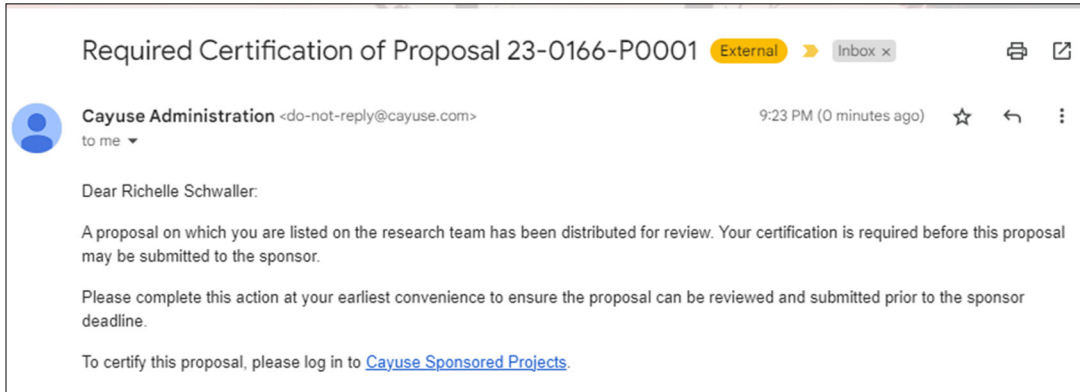 Required Certification of Proposal 23-0166-P0001 External Inbox ×
Cayuse Administration <do-not-reply@cayuse.com> 9:23 PM (0 minutes ago)
to me
Dear Richelle Schwaller:
A proposal on which you are listed on the research team has been distributed for review. Your certification is required before this proposal
may be submitted to the sponsor.
Please complete this action at your earliest convenience to ensure the proposal can be reviewed and submitted prior to the sponsor
deadline.
To certify this proposal, please log in to Cayuse Sponsored Projects.